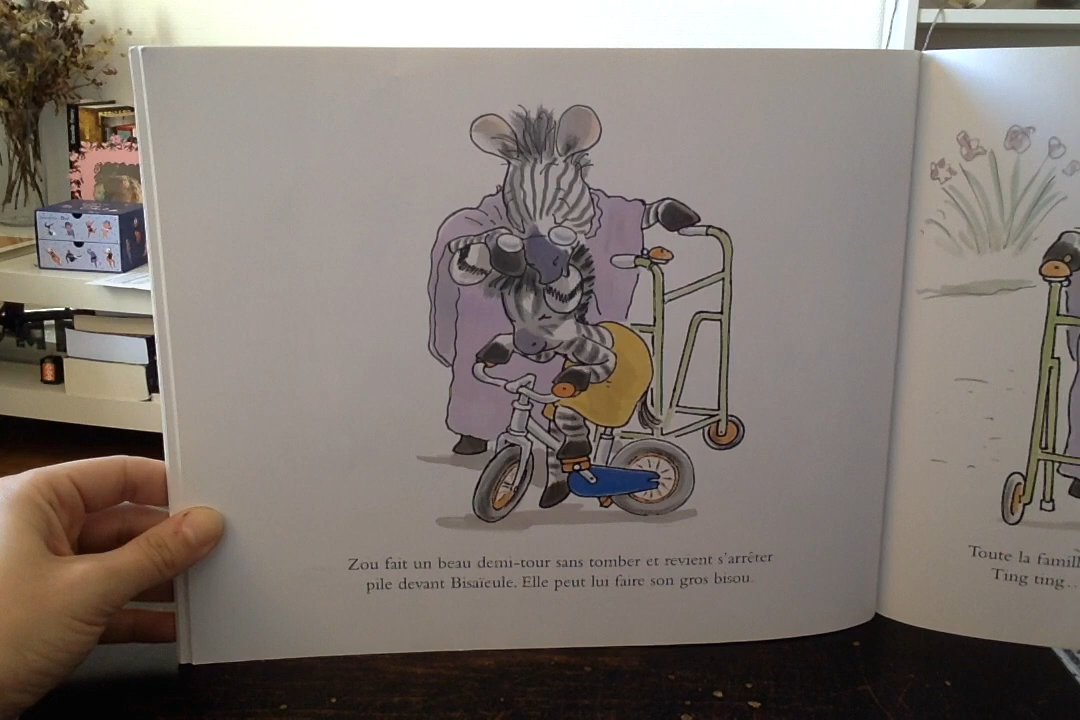 Zou fait un beau demi-tour sans tomber et revient s'arrêter
pile devant Bisaïeule. Elle peut lui faire son gros bisou.
Toute la famill
Ting ting...